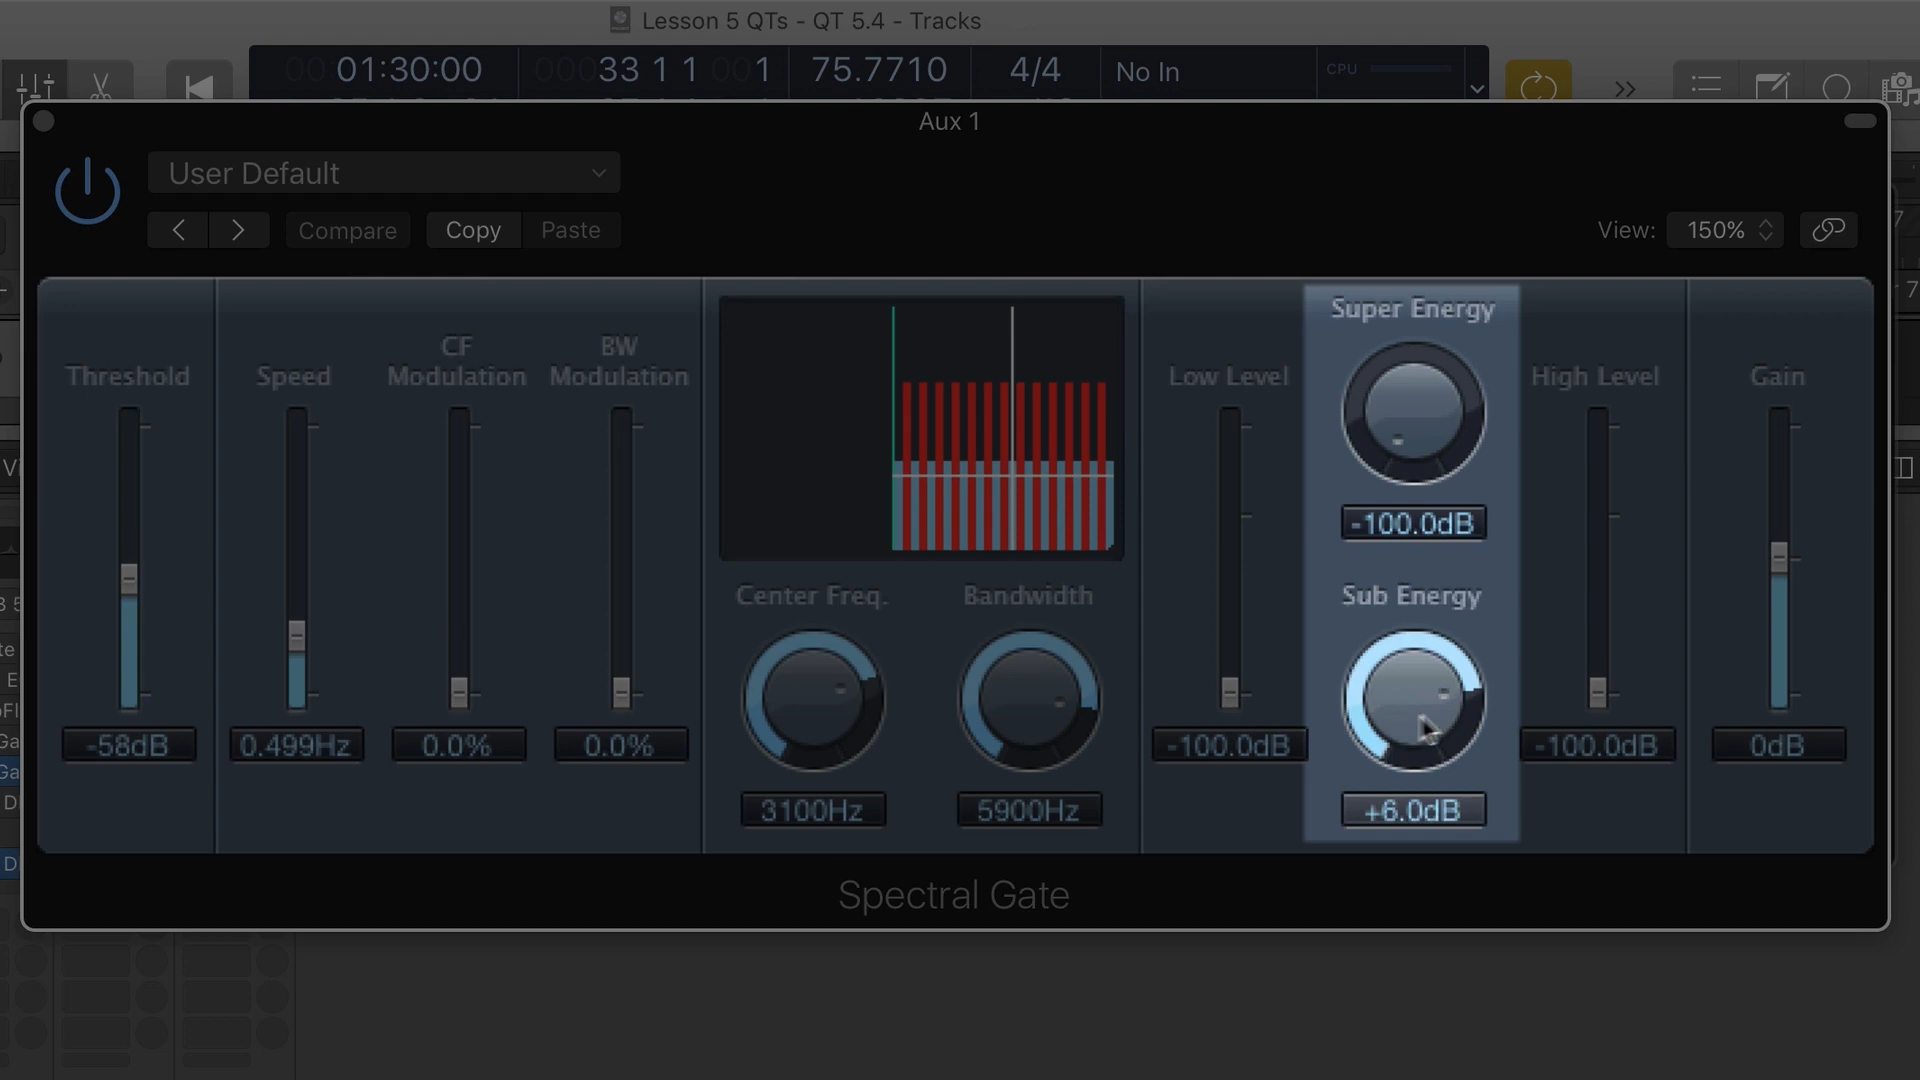 Lesson 5 QTs - QT 5.4 - Tracks
00 01:30:00
00033 1 1 001
75.7710
4/4
No In
CPU
Aux 1
User Default
Compare
Copy
Paste
View:
150%
Super Energy
CF
Modulation
BW
Modulation
Threshold
Speed
Low Level
High Level
Gain
-100.0dB
Center Freq.
Bandwidth
Sub Energy
-58dB
0.499Hz
0.0%
0.0%
-100.0dB
-100.0dB
0dB
3100Hz
5900Hz
+6.0dB
Spectral Gate